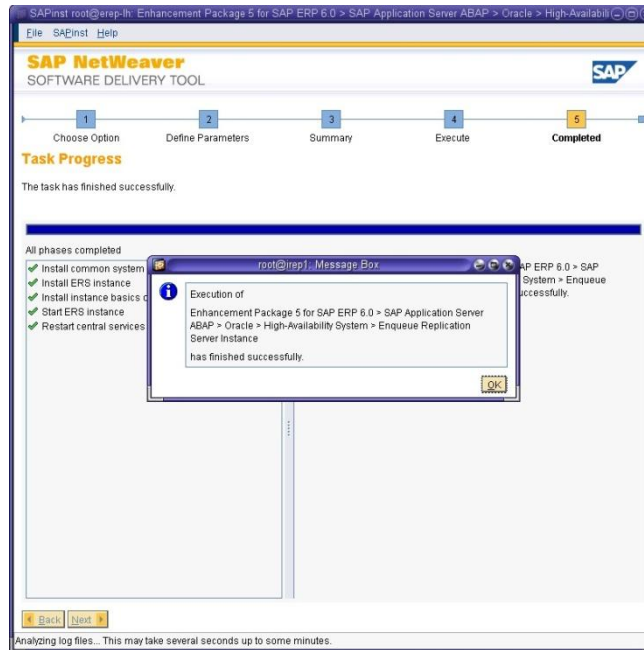 SAPinst root@erep-lh: Enhancement Package 5 for SAP ERP 6.0 > SAP Application Server ABAP > Oracle > High-Availabili
File SAPinst Help
SAP NetWeaver
SOFTWARE DELIVERY TOOL
SAP
1 2 3 4 5
Choose Option Define Parameters Summary Execute Completed
Task Progress
The task has finished successfully.
All phases completed
Install common system
Install ERS instance
Install instance basics
Start ERS instance
Restart central services
AP ERP 6.0 > SAP
System > Enqueue
uccessfully.
root@jrep1: Message Box
Execution of
Enhancement Package 5 for SAP ERP 6.0 > SAP Application Server
ABAP > Oracle > High-Availability System > Enqueue Replication
Server Instance
has finished successfully.
OK
Back Next
Analyzing log files... This may take several seconds up to some minutes.